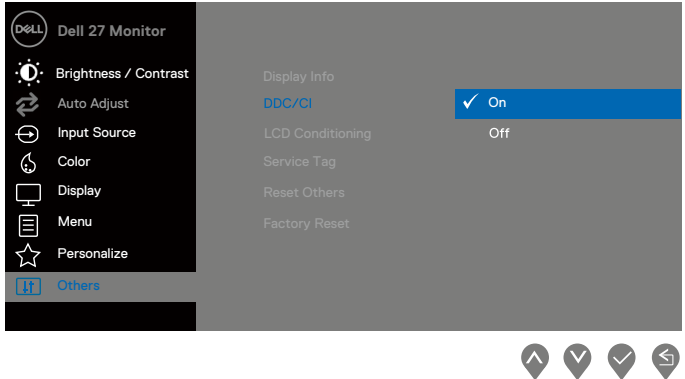 DELL
Dell 27 Monitor
Brightness / Contrast
Auto Adjust
Input Source
Color
Display
Menu
Personalize
Others
Display Info
DDC/CI
LCD Conditioning
Service Tag
Reset Others
Factory Reset
On
Off